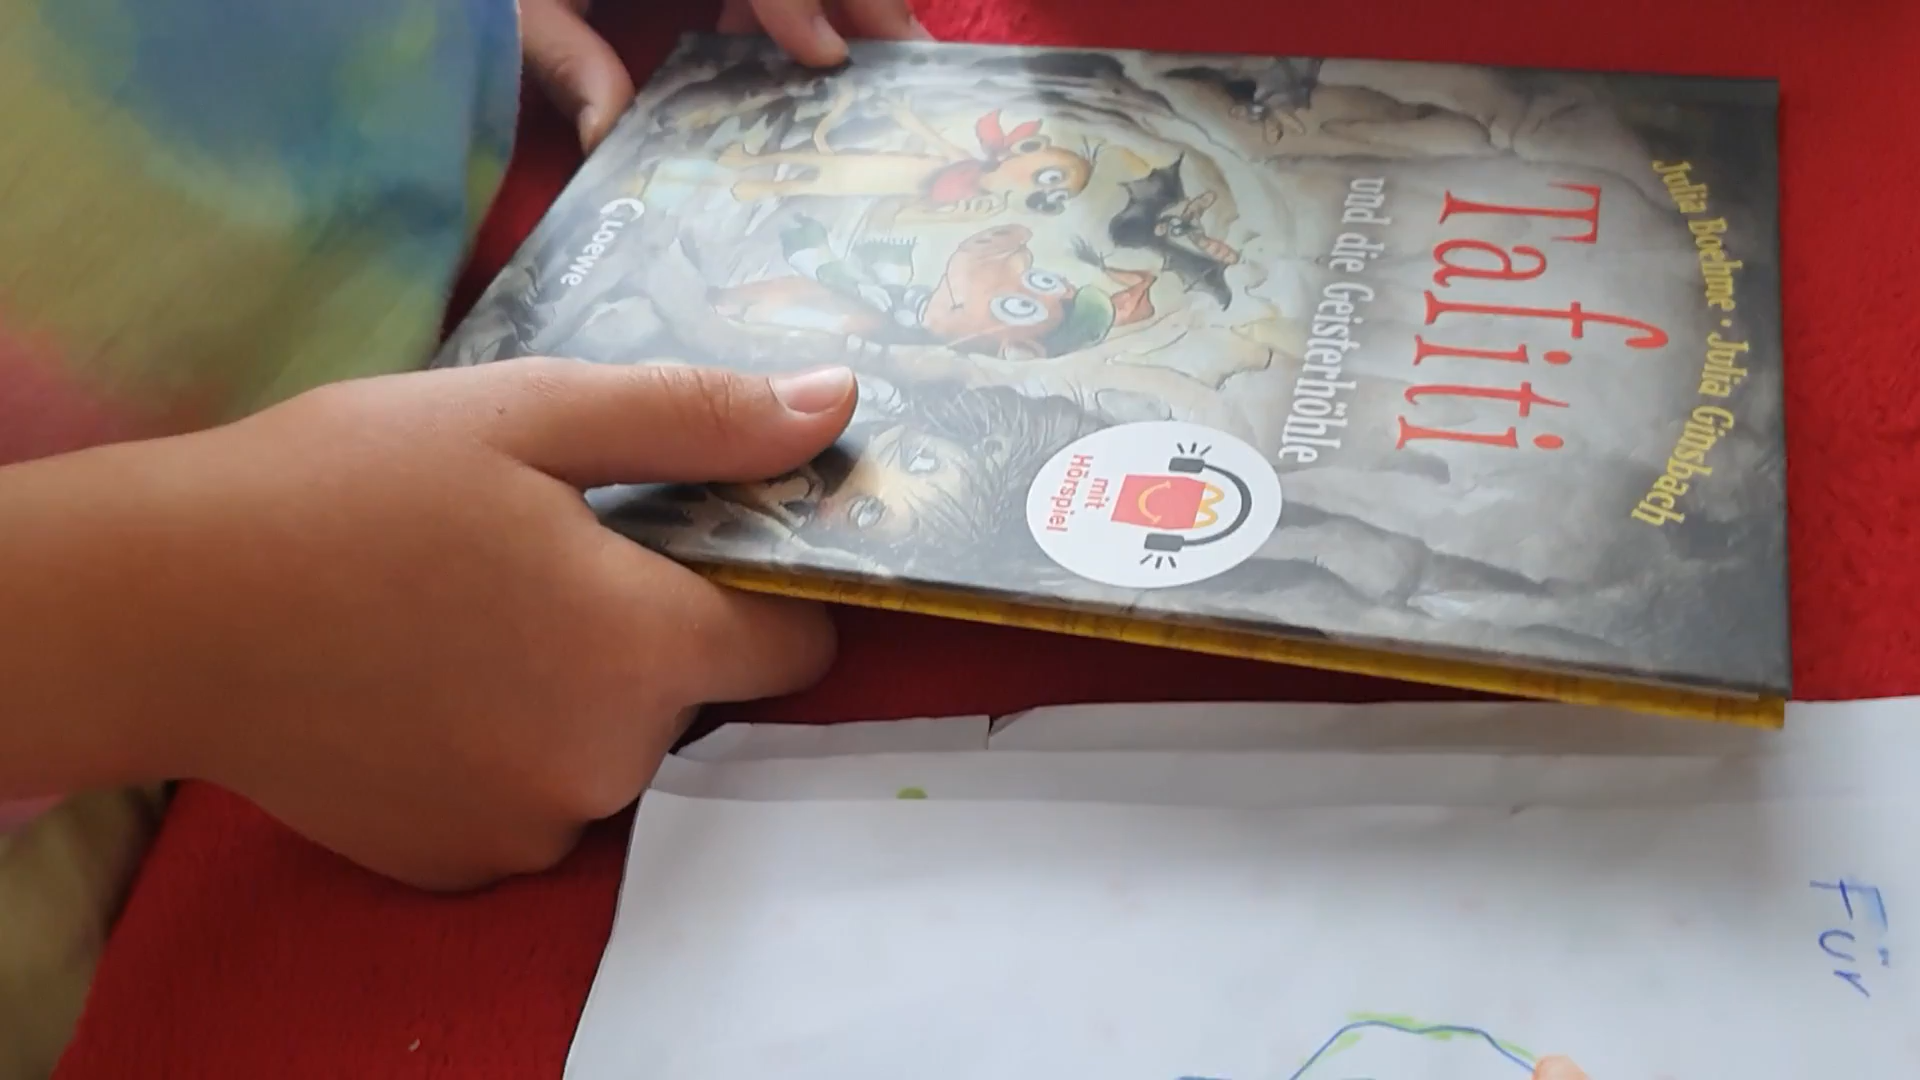 Julia Boehme · Julia Ginsbach
Tafiti
und die Geisterhöhle
mit
Hörspiel
Loewe
Für